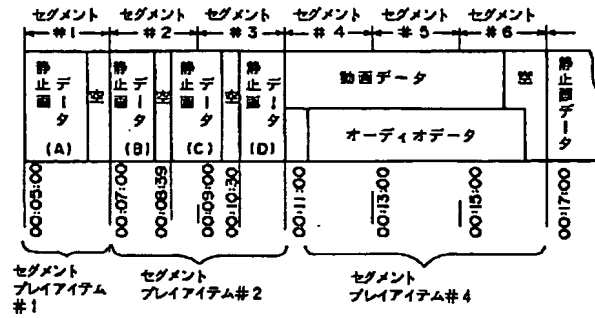 セグメント
#1
セグメント
#2
セグメント
#3
セグメント
#4
セグメント
#5
セグメント
#6
静止画
データ
(A)
空
静止画
データ
(B)
空
静止画
データ
(C)
空
静止画
データ
(D)
動画データ
オーディオデータ
空
静止画データ
00:05:00
00:07:00
00:08:39
00:09:00
00:10:30
00:11:00
00:13:00
00:15:00
00:17:00
セグメント
プレイアイテム
#1
セグメント
プレイアイテム#2
セグメント
プレイアイテム#4